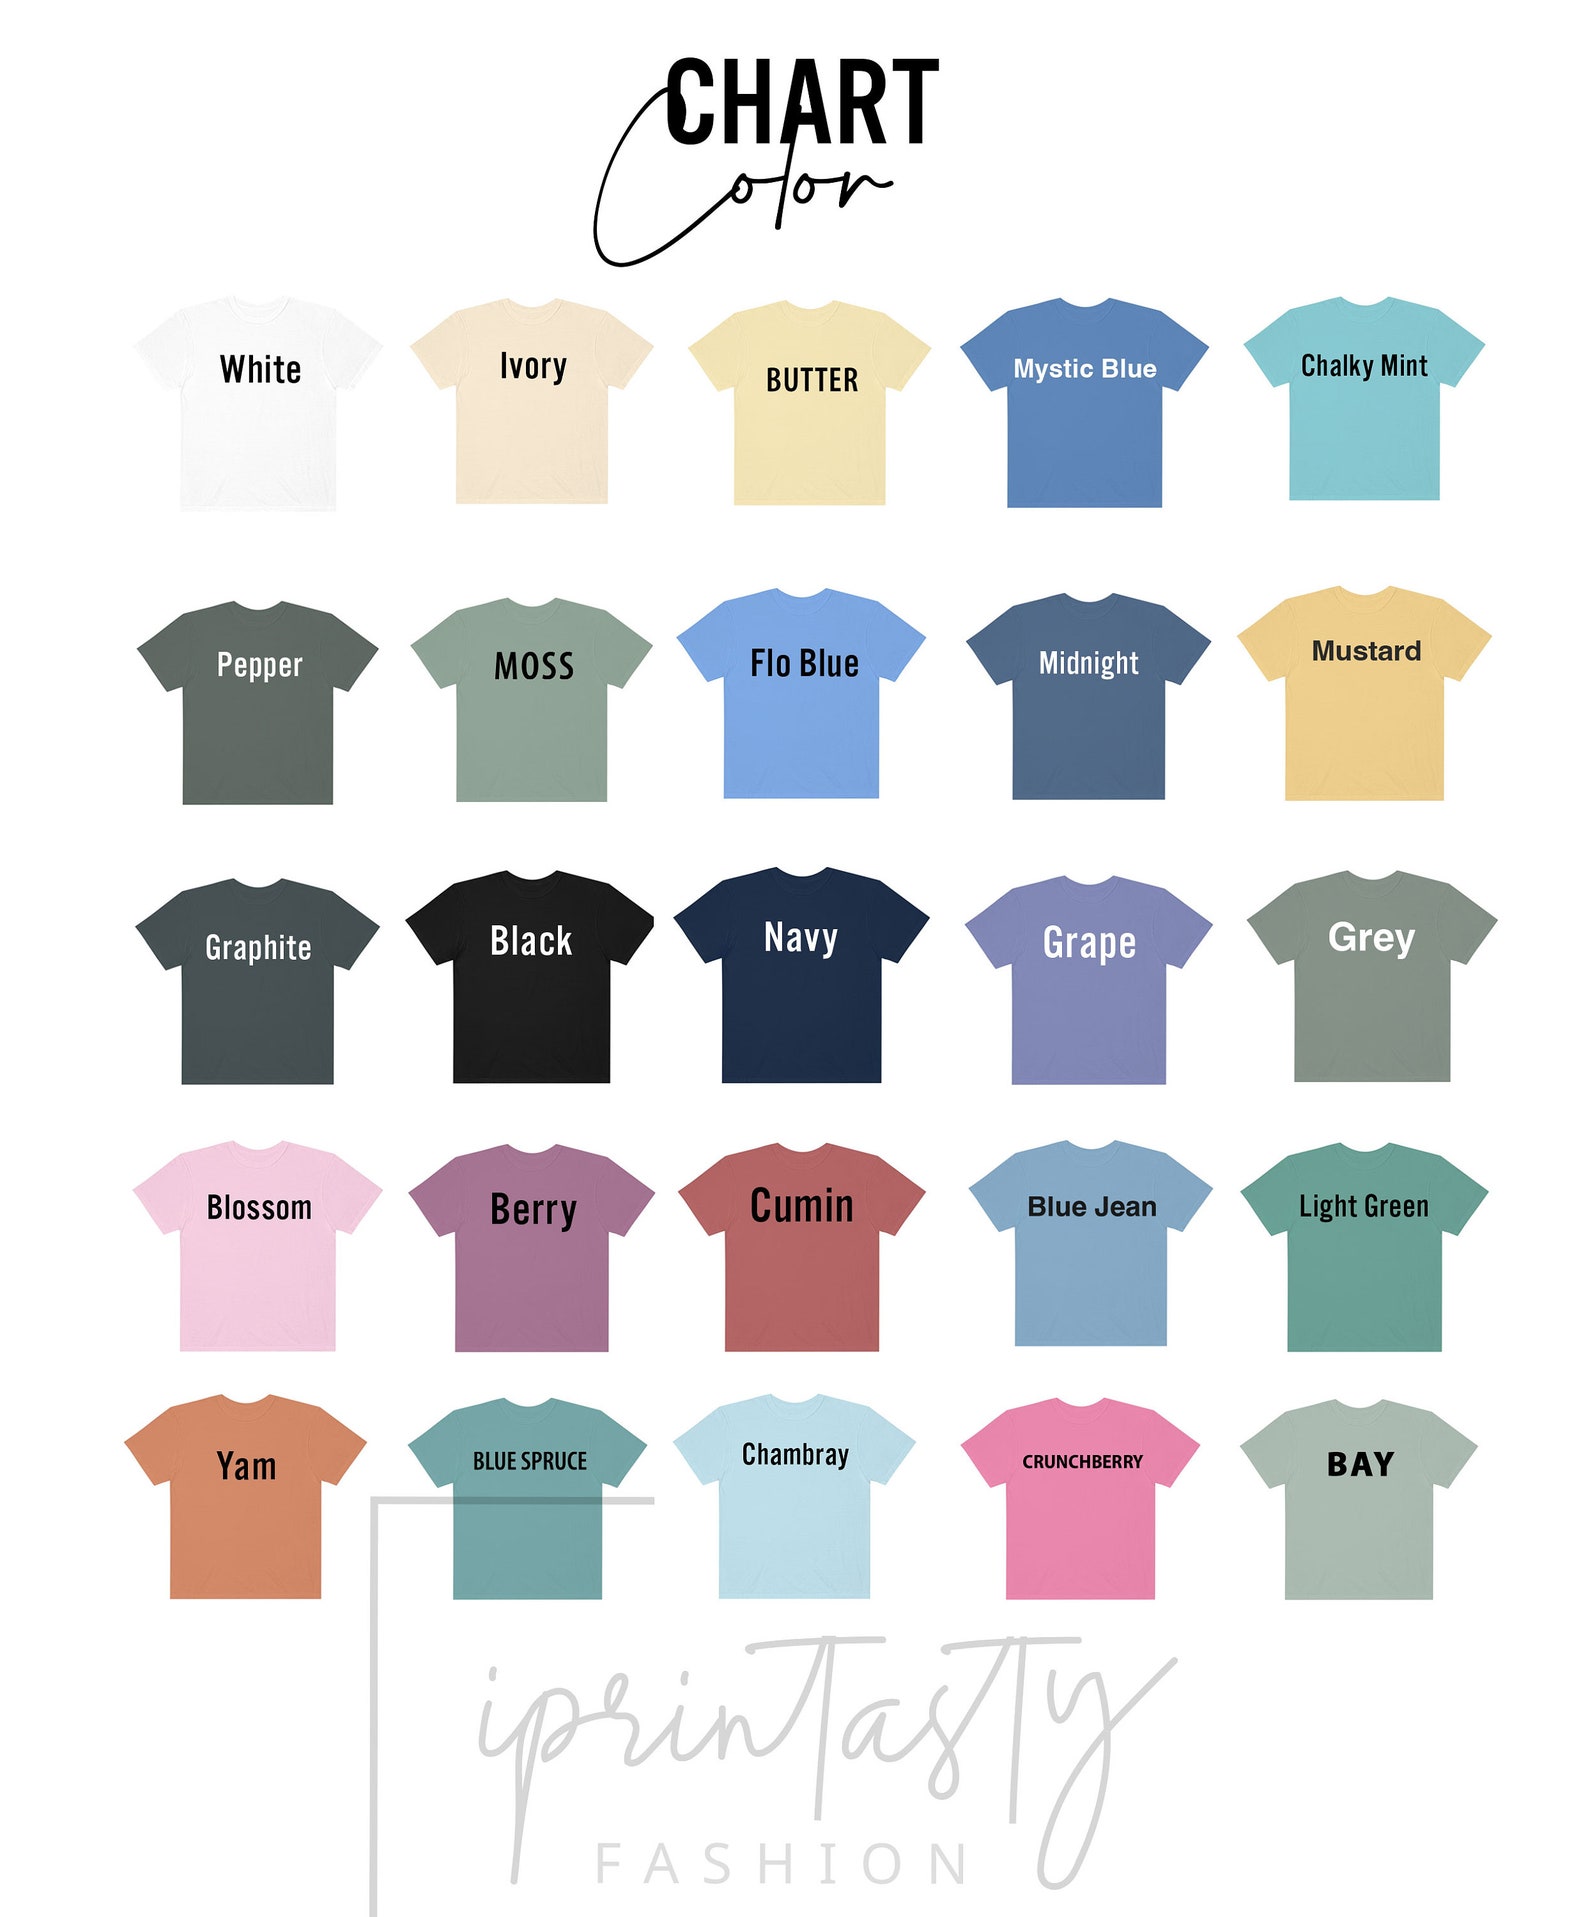 CHART
Color
White
Ivory
BUTTER
Mystic Blue
Chalky Mint
Pepper
MOSS
Flo Blue
Midnight
Mustard
Graphite
Black
Navy
Grape
Grey
Blossom
Berry
Cumin
Blue Jean
Light Green
Yam
BLUE SPRUCE
Chambray
CRUNCHBERRY
BAY
iprintasty
FASHION